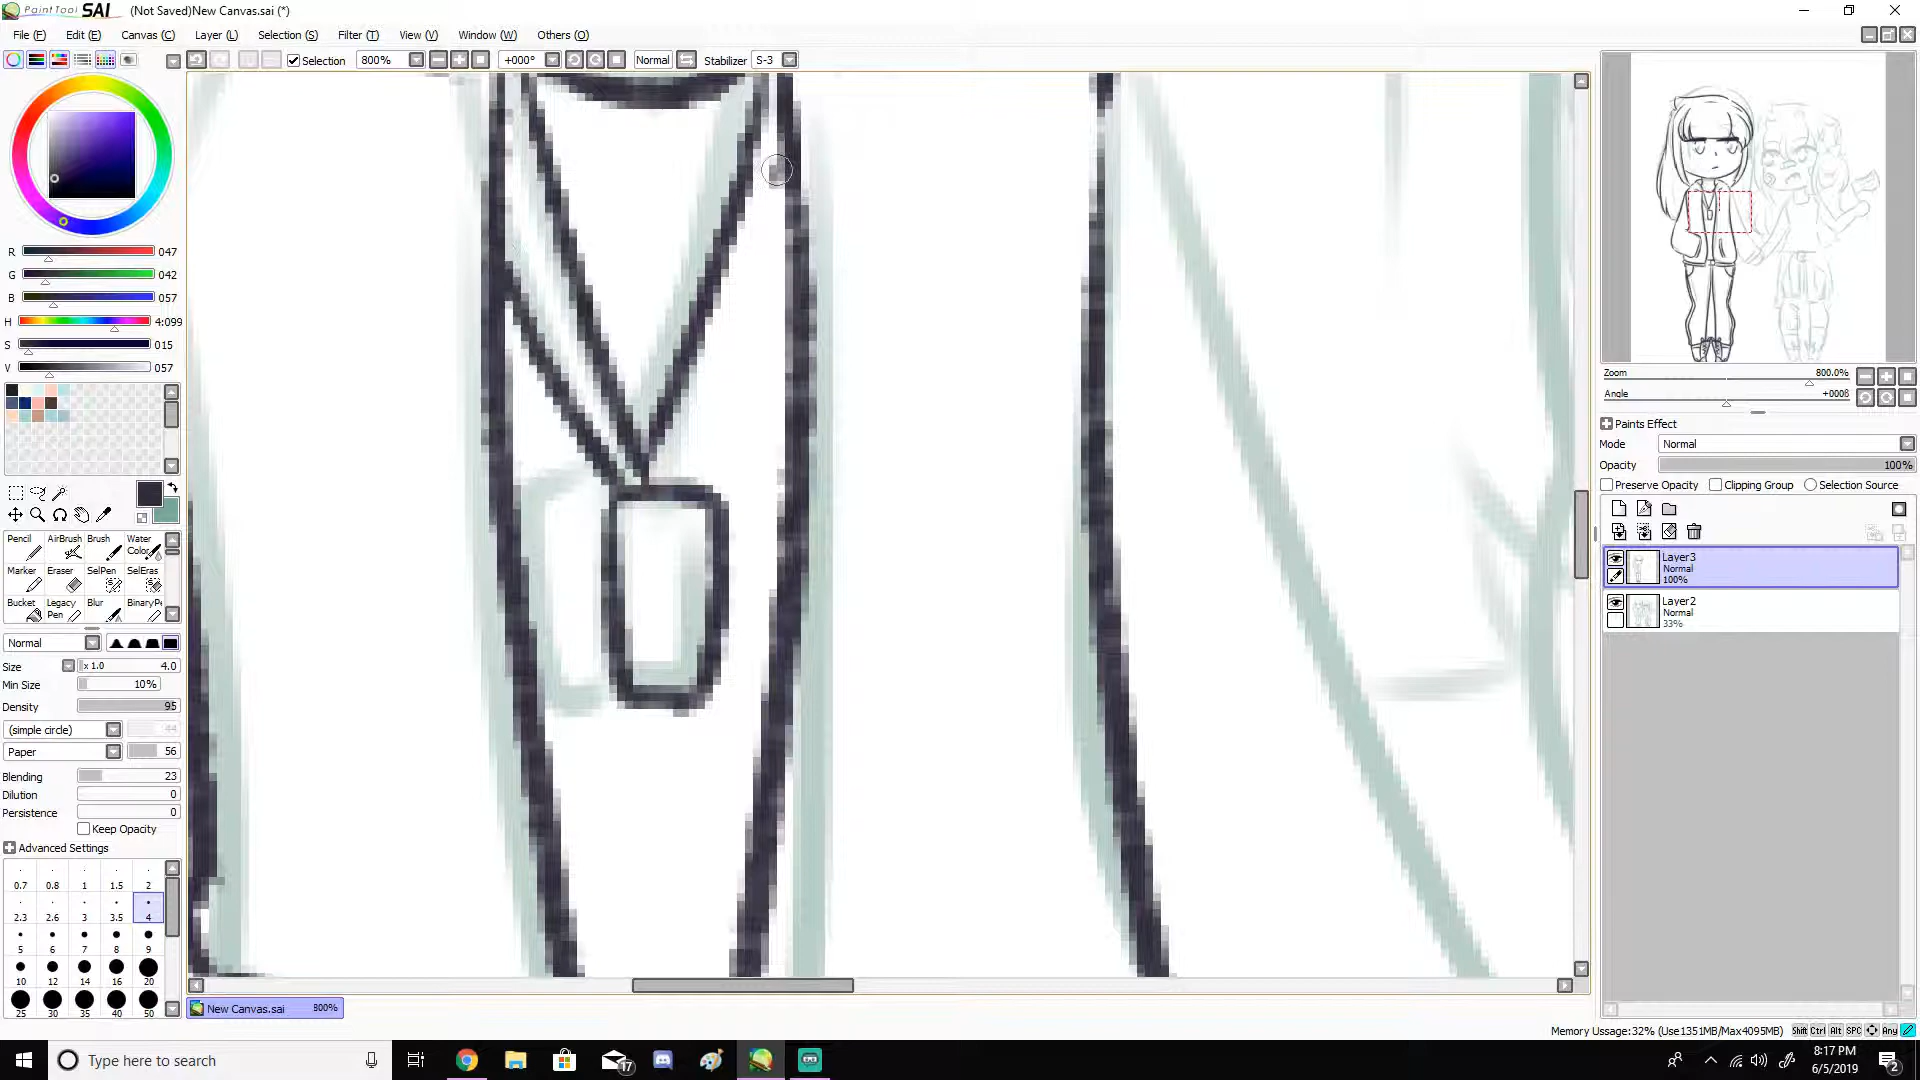 PaintTool SAI (Not Saved)New Canvas.sai (*)
File (F) Edit (E) Canvas (C) Layer (L) Selection (S) Filter (T) View (V) Window (W) Others (O)
Selection 800% +000° Normal Stabilizer S-3
R 047
G 042
B 057
H 4:099
S 015
V 057
Zoom 800.0%
Angle +000ß
Paints Effect
Mode Normal
Opacity 100%
Preserve Opacity Clipping Group Selection Source
Layer3
Normal
100%
Layer2
Normal
33%
Pencil AirBrush Brush Water Color
Marker Eraser SelPen SelEras
Bucket Legacy Pen Blur BinaryPe
Normal
Size x 1.0 4.0
Min Size 10%
Density 95
(simple circle) 44
Paper 56
Blending 23
Dilution 0
Persistence 0
Keep Opacity
Advanced Settings
0.7 0.8 1 1.5 2
2.3 2.6 3 3.5 4
5 6 7 8 9
10 12 14 16 20
25 30 35 40 50
New Canvas.sai 800%
Memory Ussage:32% (Use1351MB/Max4095MB) Shift Ctrl Alt SPC Any
Type here to search
17
8:17 PM
6/5/2019
2